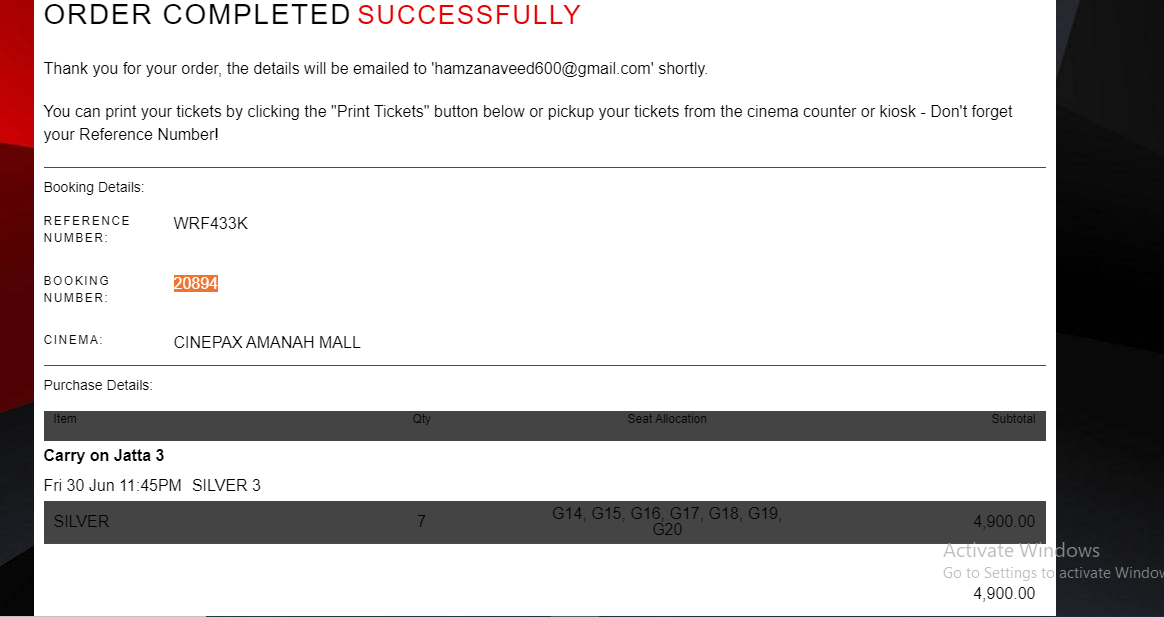 ORDER COMPLETED SUCCESSFULLY
Thank you for your order, the details will be emailed to 'hamzanaveed600@gmail.com' shortly.
You can print your tickets by clicking the "Print Tickets" button below or pickup your tickets from the cinema counter or kiosk - Don't forget
your Reference Number!
Booking Details:
REFERENCE NUMBER: WRF433K
BOOKING NUMBER: 20894
CINEMA: CINEPAX AMANAH MALL
Purchase Details:
Item Qty Seat Allocation Subtotal
Carry on Jatta 3
Fri 30 Jun 11:45PM SILVER 3
SILVER 7 G14, G15, G16, G17, G18, G19, G20 4,900.00
Activate Windows
Go to Settings to activate Window
4,900.00